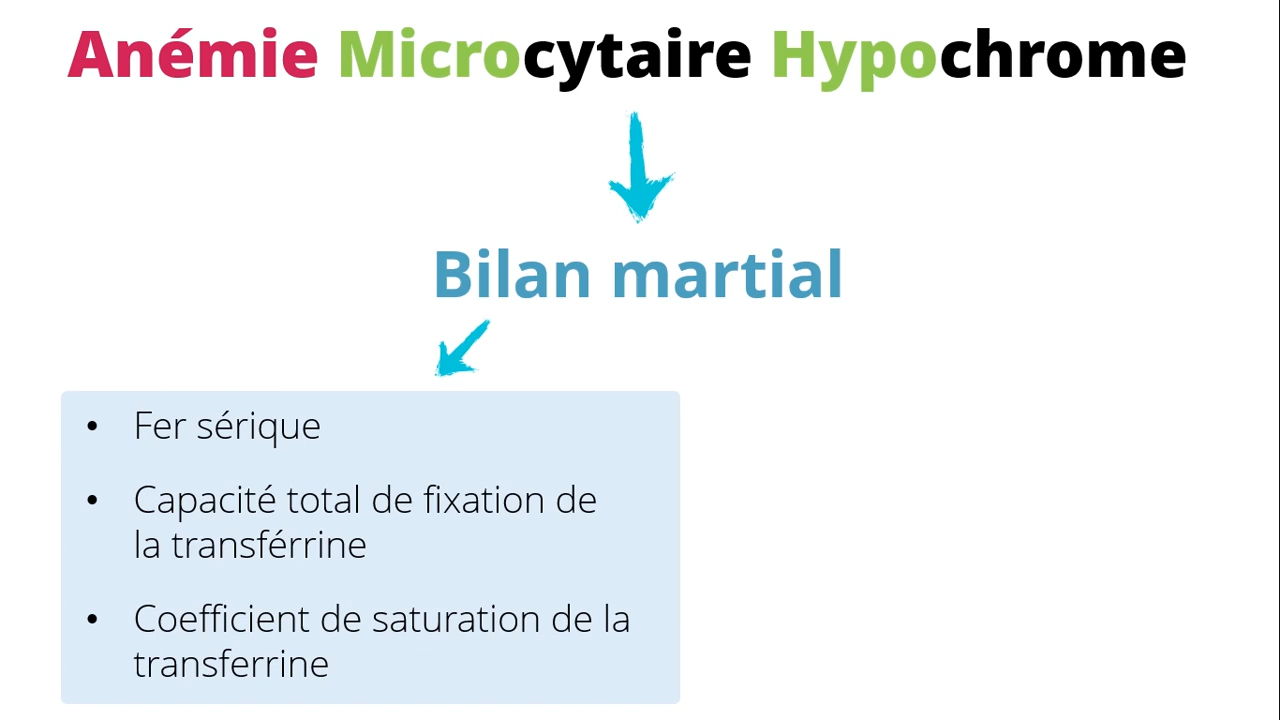 Anémie Microcytaire Hypochrome
Bilan martial
• Fer sérique
• Capacité total de fixation de
la transférrine
• Coefficient de saturation de la
transferrine